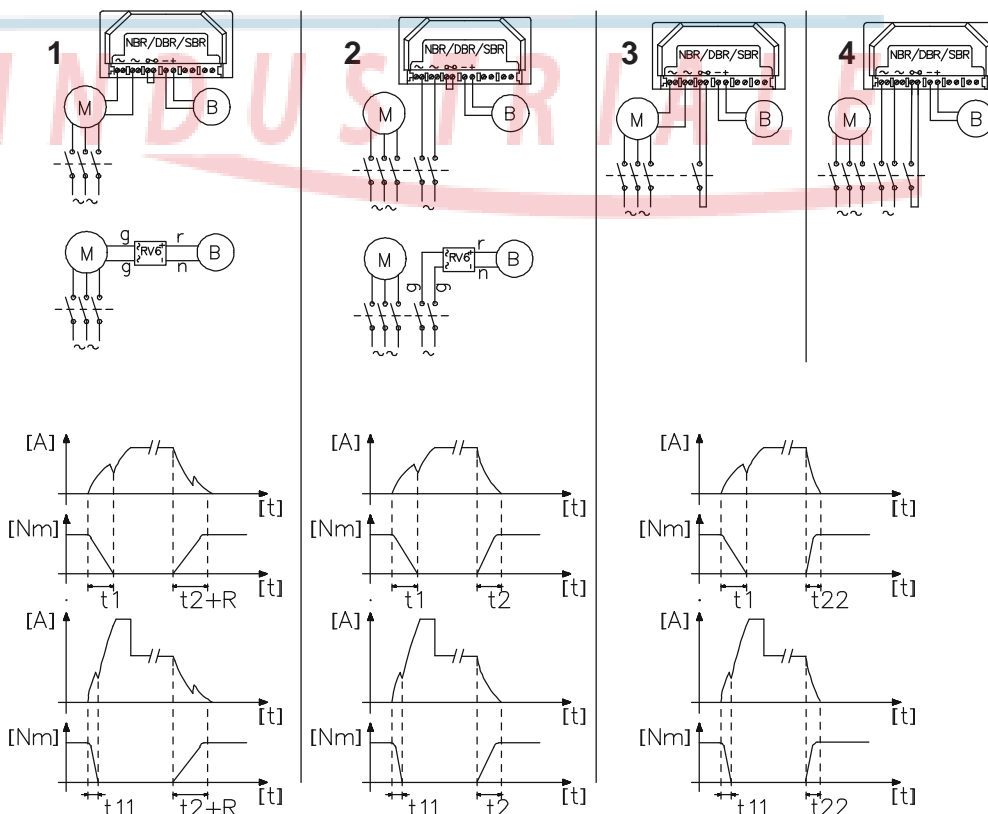 1
NBR/DBR/SBR
~ ~ - +
M
B
~~
2
NBR/DBR/SBR
~ ~ - +
M
B
~~ ~
3
NBR/DBR/SBR
~ ~ - +
M
B
~~
4
NBR/DBR/SBR
~ ~ - +
M
B
~~ ~
INDUSTRIALE
M g g RV6 ~ ~ + - r n B
~~
M g g RV6 ~ ~ + - r n B
~~ ~
[A] [t]
[A] [t]
[A] [t]
[Nm] [t]
[Nm] [t]
[Nm] [t]
t1 t2+R
t1 t2
t1 t22
[A] [t]
[A] [t]
[A] [t]
[Nm] [t]
[Nm] [t]
[Nm] [t]
t11 t2+R
t11 t2
t11 t22